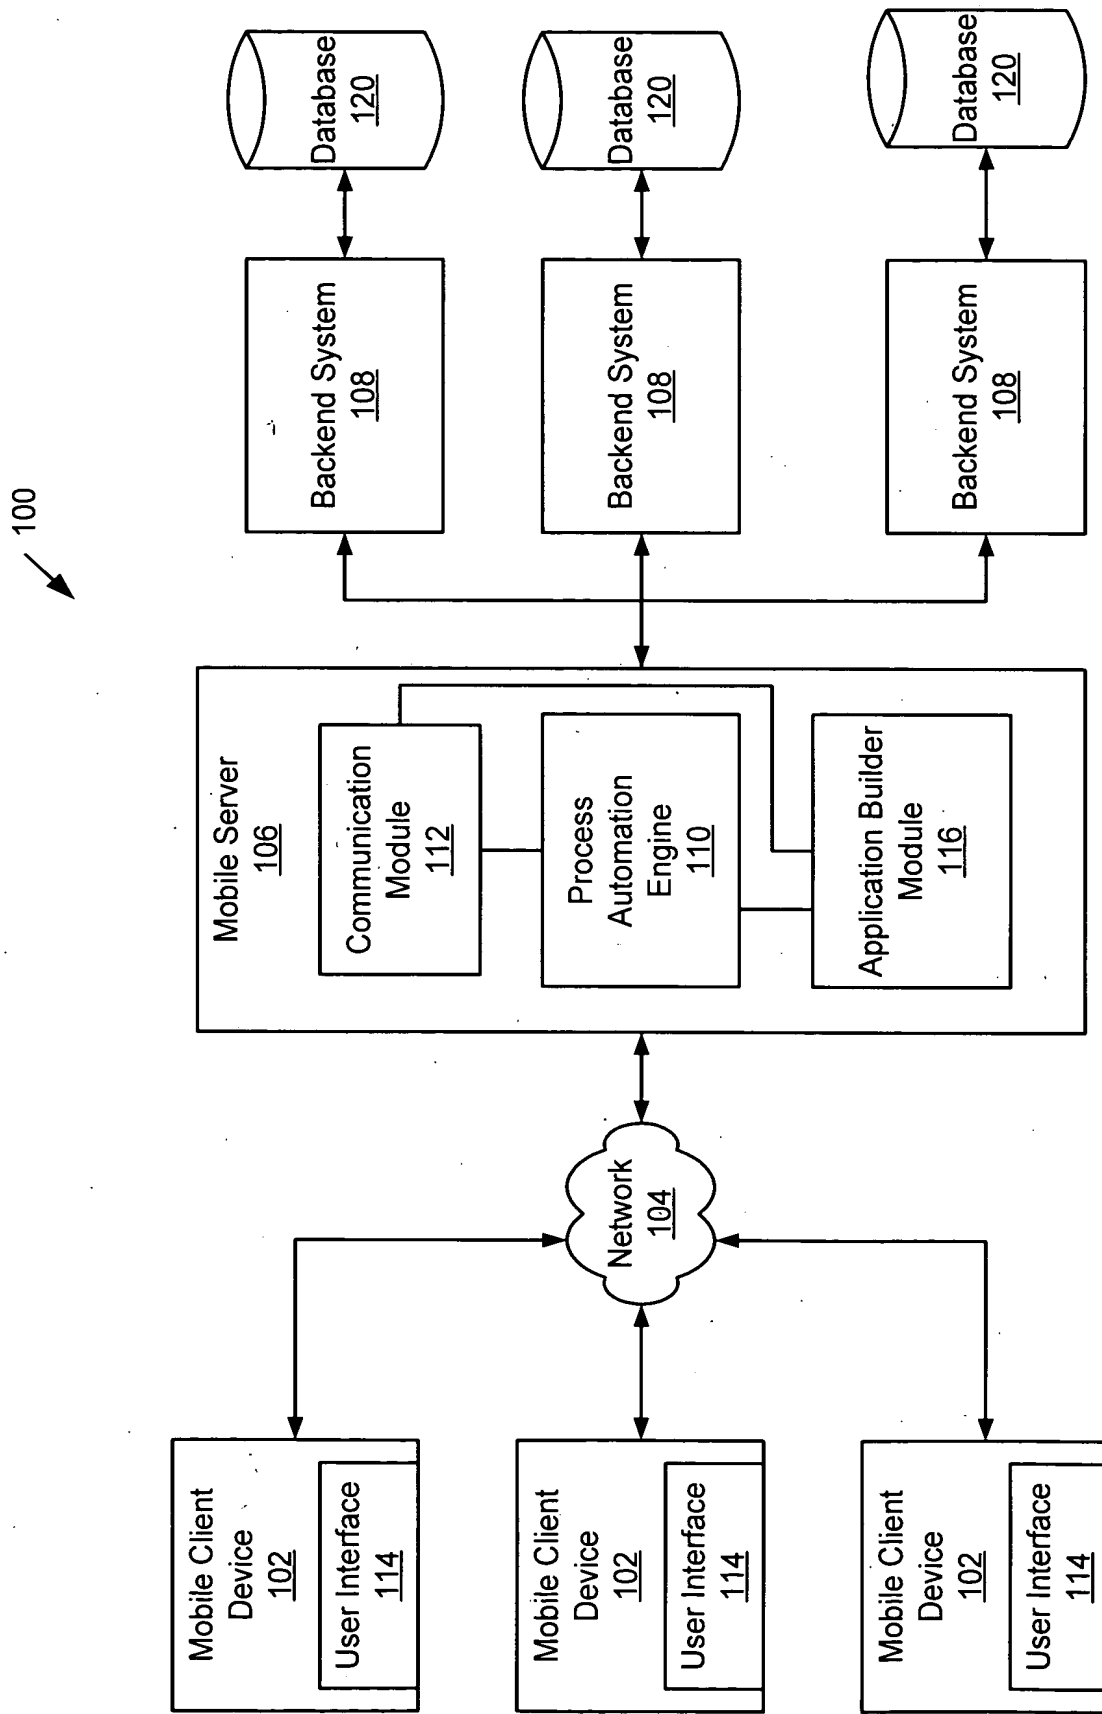 100
Mobile Client
Device
102
User Interface
114
Mobile Client
Device
102
User Interface
114
Mobile Client
Device
102
User Interface
114
Network
104
Mobile Server
106
Communication
Module
112
Process
Automation
Engine
110
Application Builder
Module
116
Backend System
108
Backend System
108
Backend System
108
Database
120
Database
120
Database
120